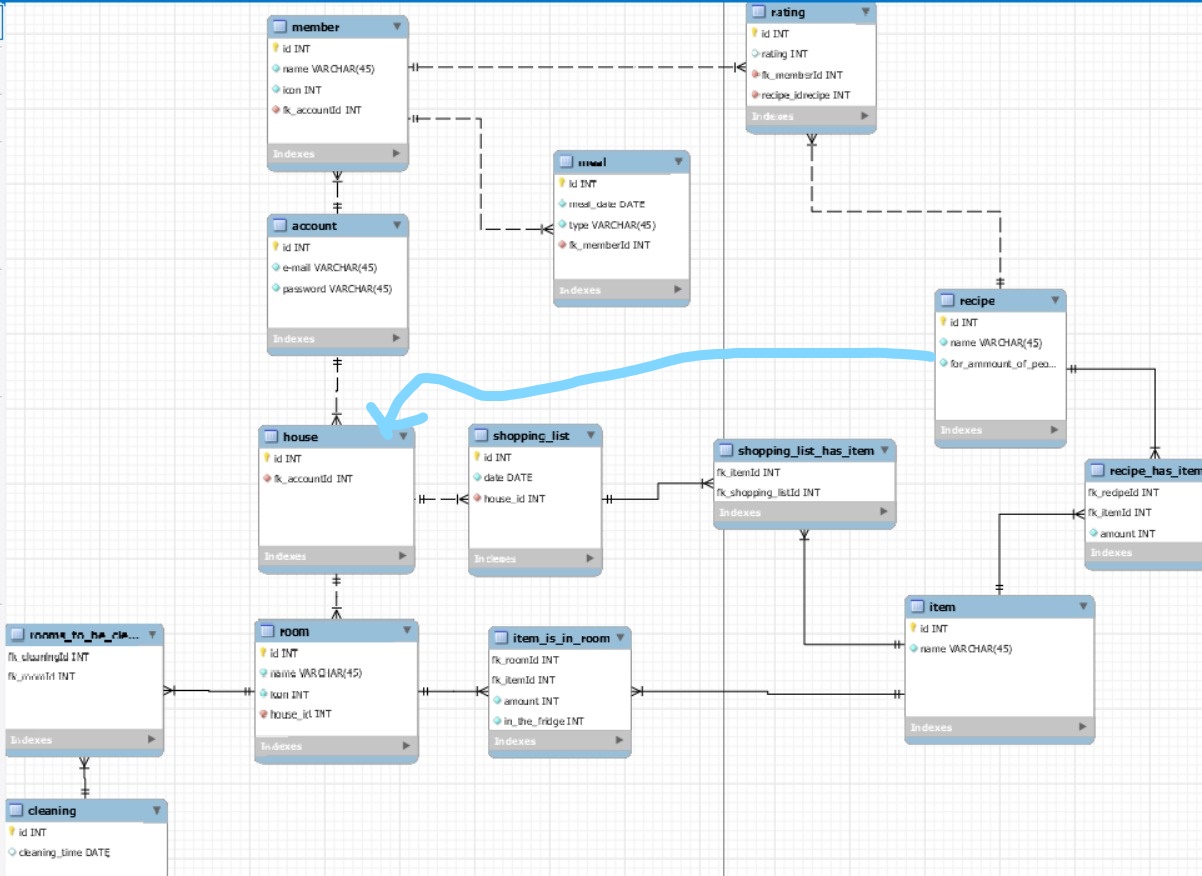 member
id INT
name VARCHAR(45)
icon INT
fk_accountId INT
Indexes
rating
id INT
rating INT
fk_memberId INT
recipe_idrecipe INT
Indexes
meal
id INT
meal_date DATE
type VARCHAR(45)
fk_memberId INT
Indexes
account
id INT
e-mail VARCHAR(45)
password VARCHAR(45)
Indexes
recipe
id INT
name VARCHAR(45)
for_ammount_of_peo...
Indexes
house
id INT
fk_accountId INT
Indexes
shopping_list
id INT
date DATE
house_id INT
Indexes
shopping_list_has_item
fk_itemId INT
fk_shopping_listId INT
Indexes
recipe_has_item
fk_recipeId INT
fk_itemId INT
amount INT
Indexes
rooms_to_be_cle...
fk_cleaningId INT
fk_roomId INT
Indexes
room
id INT
name VARCHAR(45)
icon INT
house_id INT
Indexes
item_is_in_room
fk_roomId INT
fk_itemId INT
amount INT
in_the_fridge INT
Indexes
item
id INT
name VARCHAR(45)
Indexes
cleaning
id INT
cleaning_time DATE